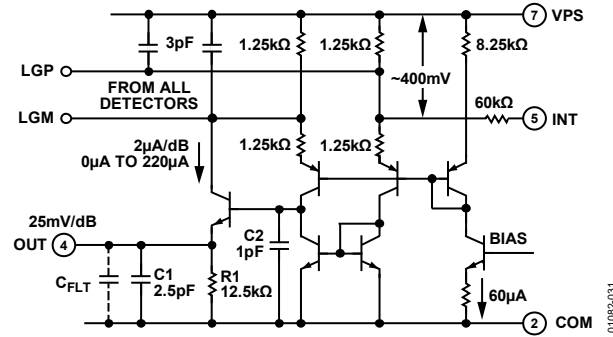 7 VPS
3pF
1.25kΩ
1.25kΩ
8.25kΩ
LGP
FROM ALL
DETECTORS
~400mV
LGM
60kΩ
5 INT
2µA/dB
0µA TO 220µA
1.25kΩ
1.25kΩ
25mV/dB
OUT 4
CFLT
C1
2.5pF
R1
12.5kΩ
C2
1pF
BIAS
60µA
2 COM
01082-031